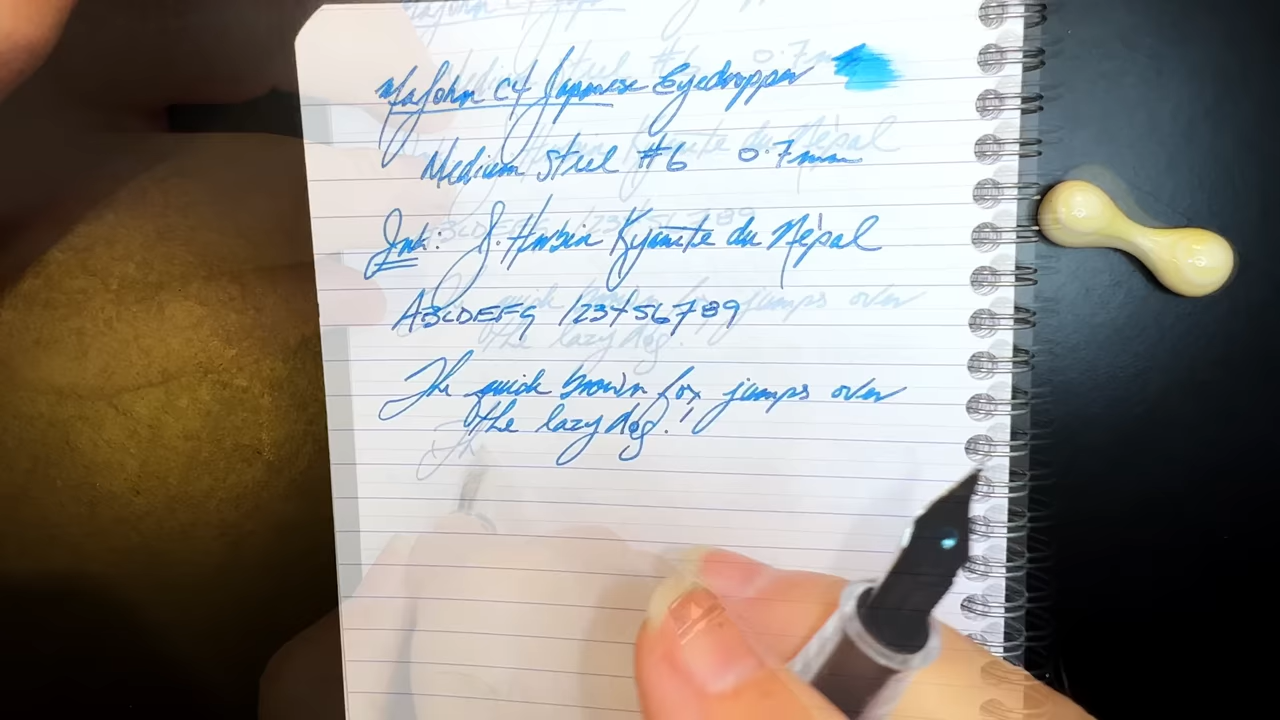 MaJohn C4 Japanese Eyedropper
Medium Steel #6 0.7mm
Ink: J. Herbin Kyanite du Népal
ABCDEFG 123456789
The quick brown fox jumps over
the lazy dog.!